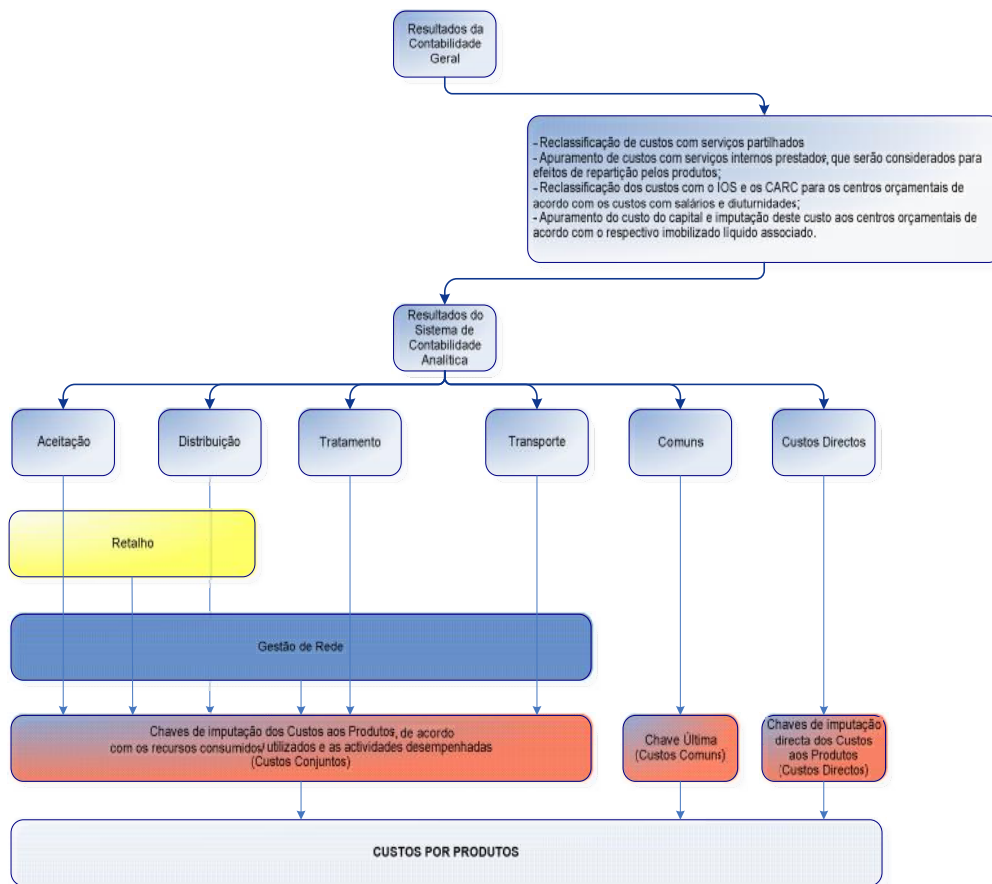 Resultados da
Contabilidade
Geral
- Reclassificação de custos com serviços partilhados
- Apuramento de custos com serviços internos prestados, que serão considerados para
efeitos de repartição pelos produtos;
- Reclassificação dos custos com o IOS e os CARC para os centros orçamentais de
acordo com os custos com salários e diuturnidades;
- Apuramento do custo do capital e imputação deste custo aos centros orçamentais de
acordo com o respectivo imobilizado líquido associado.
Resultados do
Sistema de
Contabilidade
Analítica
Aceitação
Distribuição
Tratamento
Transporte
Comuns
Custos Directos
Retalho
Gestão de Rede
Chaves de imputação dos Custos aos Produtos, de acordo
com os recursos consumidos/ utilizados e as actividades desempenhadas
(Custos Conjuntos)
Chave Última
(Custos Comuns)
Chaves de imputação
directa dos Custos
aos Produtos
(Custos Directos)
CUSTOS POR PRODUTOS